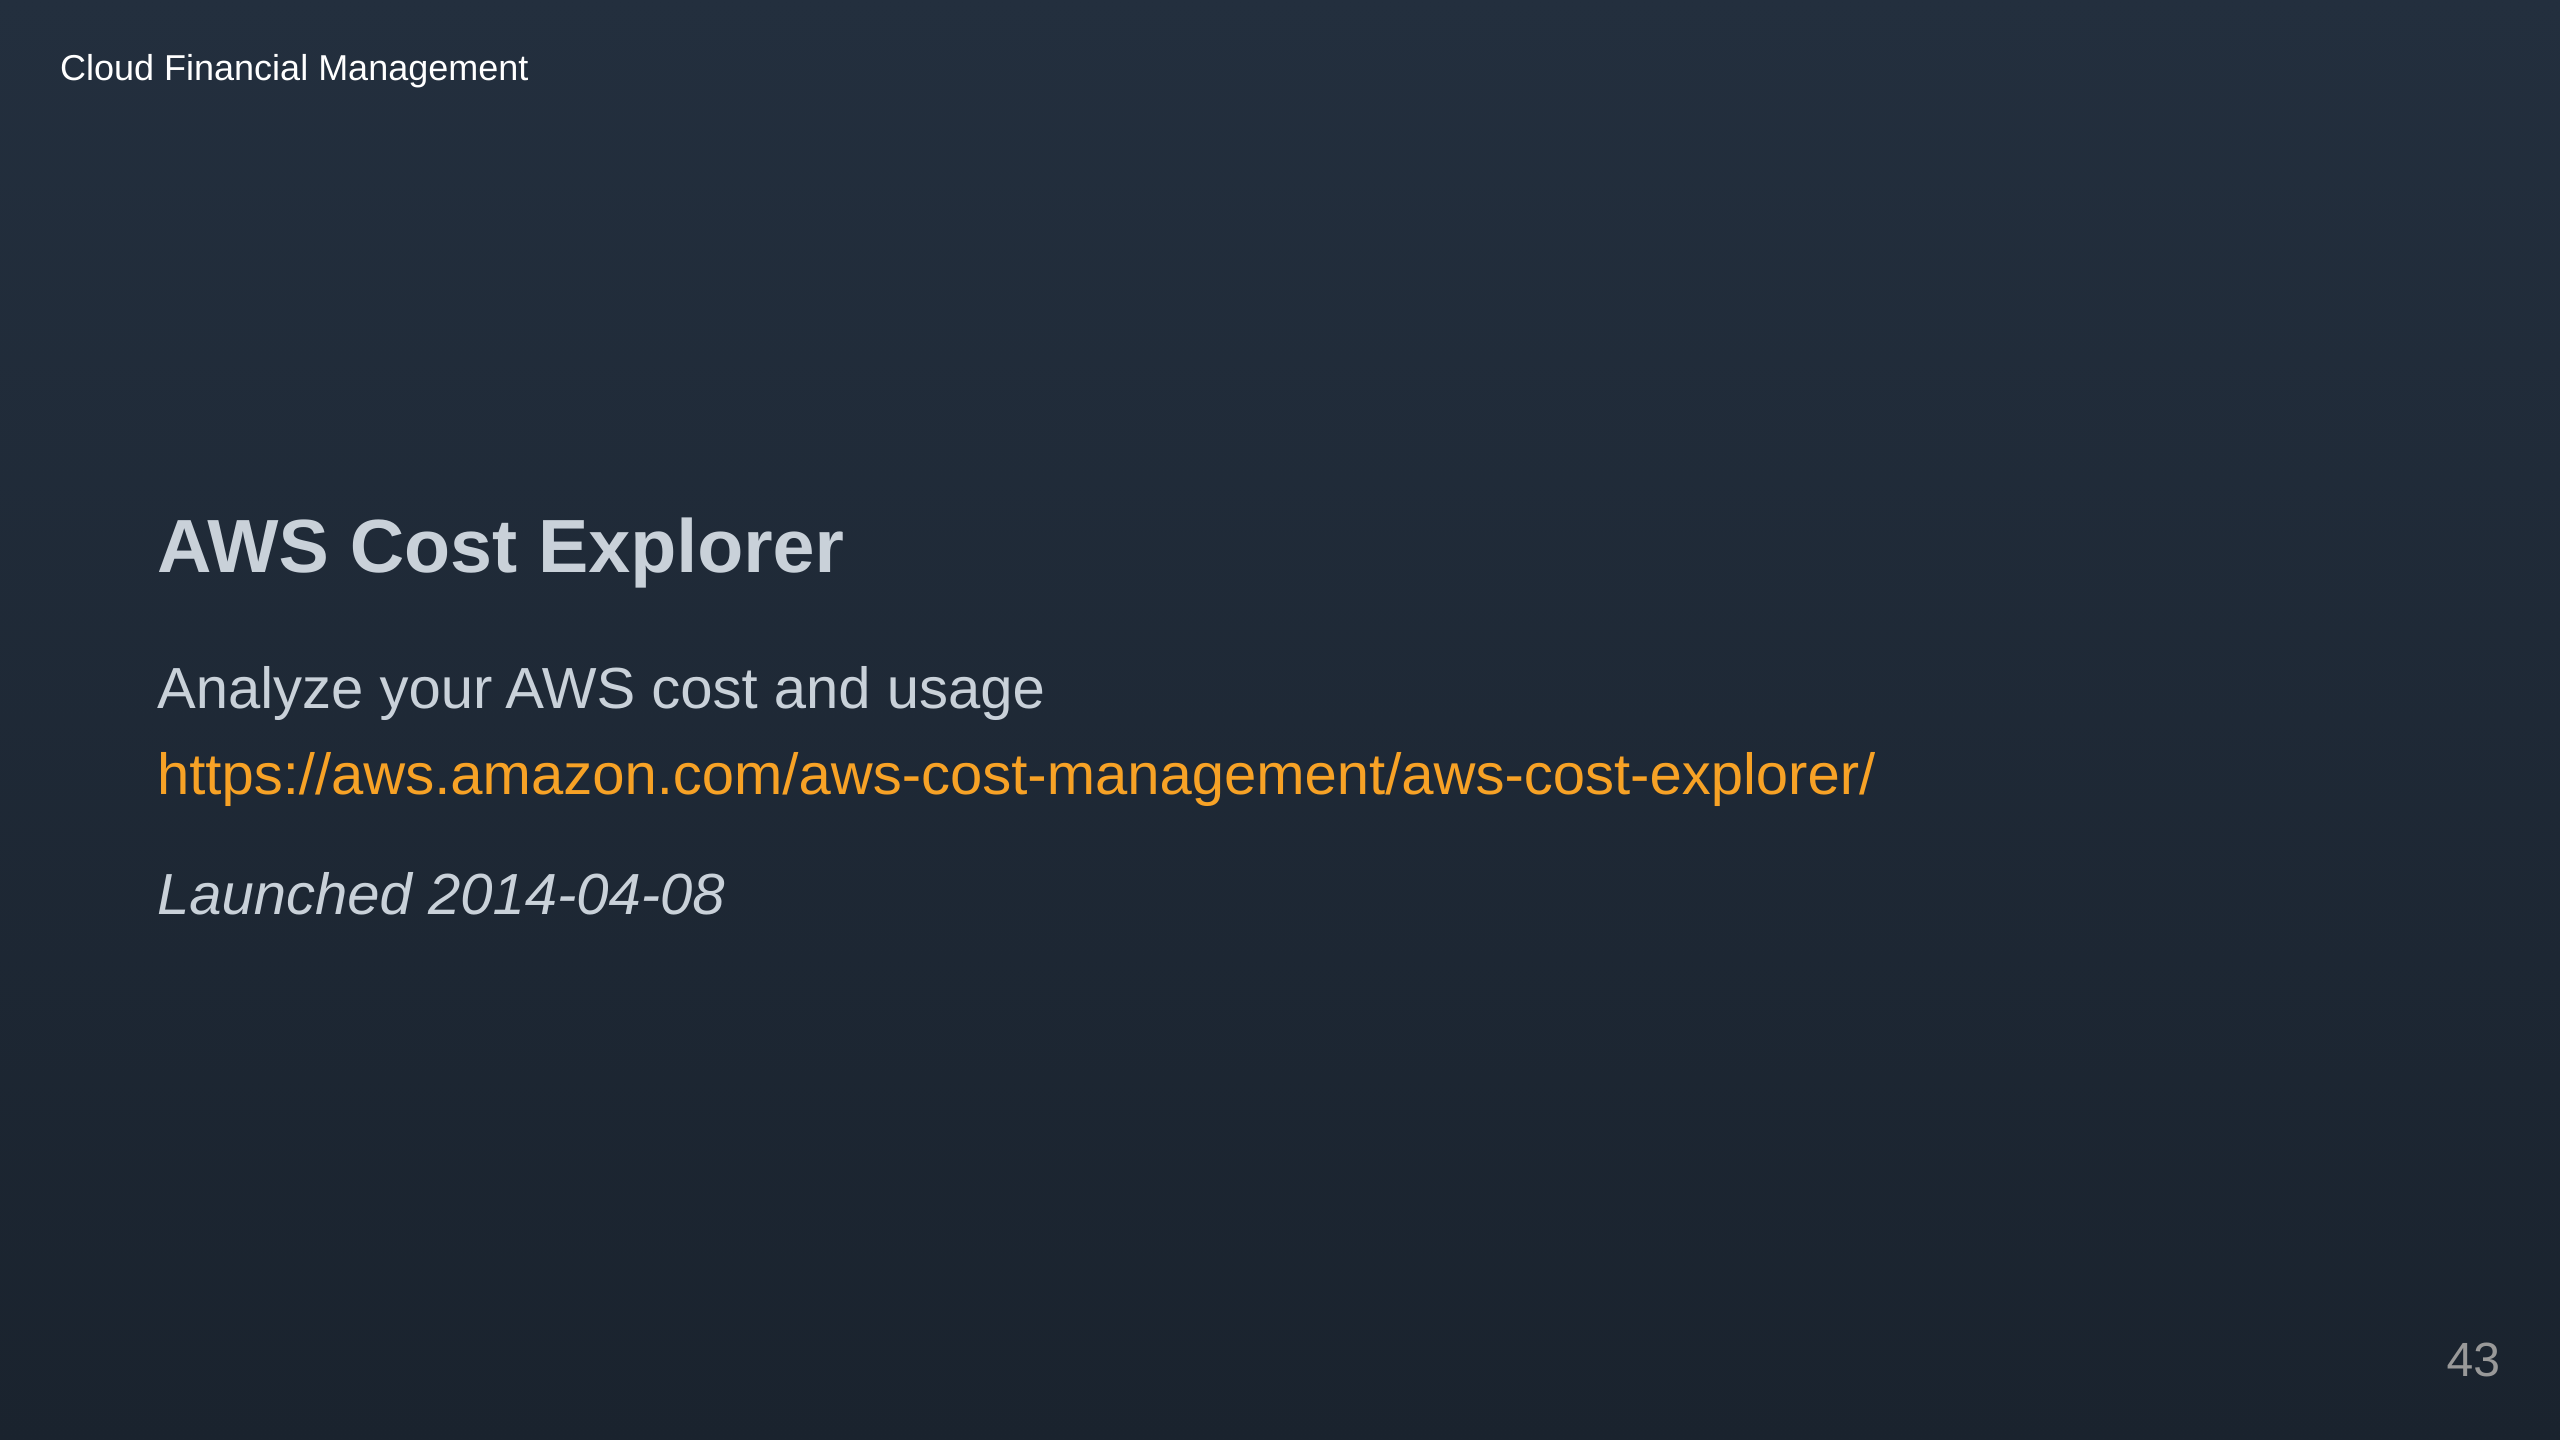 Cloud Financial Management
AWS Cost Explorer
Analyze your AWS cost and usage
https://aws.amazon.com/aws-cost-management/aws-cost-explorer/
Launched 2014-04-08
43